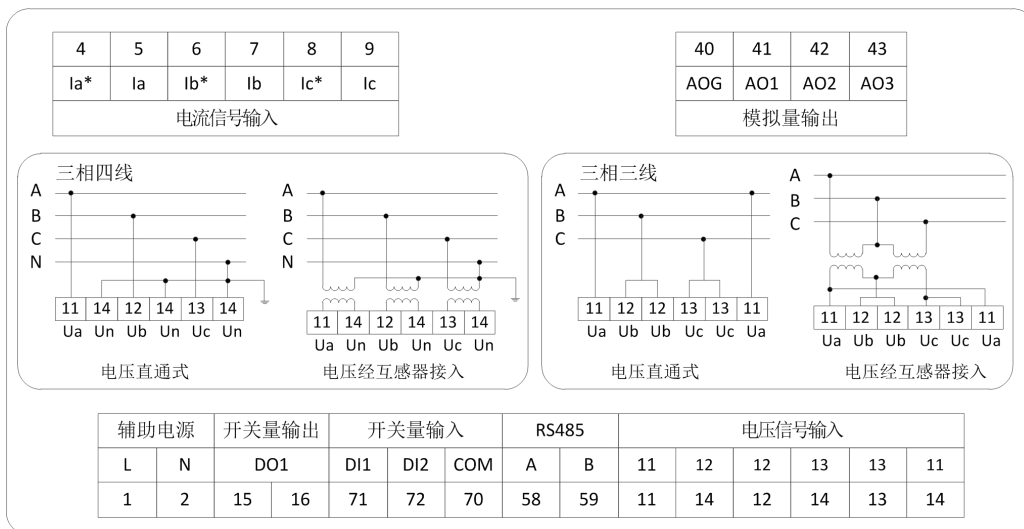 4 5 6 7 8 9
Ia* Ia Ib* Ib Ic* Ic
电流信号输入
40 41 42 43
AOG AO1 AO2 AO3
模拟量输出
三相四线
A
B
C
N
11 14 12 14 13 14
Ua Un Ub Un Uc Un
电压直通式
A
B
C
N
11 14 12 14 13 14
Ua Un Ub Un Uc Un
电压经互感器接入
三相三线
A
B
C
11 12 12 13 13 11
Ua Ub Ub Uc Uc Ua
电压直通式
A
B
C
11 12 12 13 13 11
Ua Ub Ub Uc Uc Ua
电压经互感器接入
辅助电源 开关量输出 开关量输入 RS485 电压信号输入
L N DO1 DI1 DI2 COM A B 11 12 12 13 13 11
1 2 15 16 71 72 70 58 59 11 14 12 14 13 14